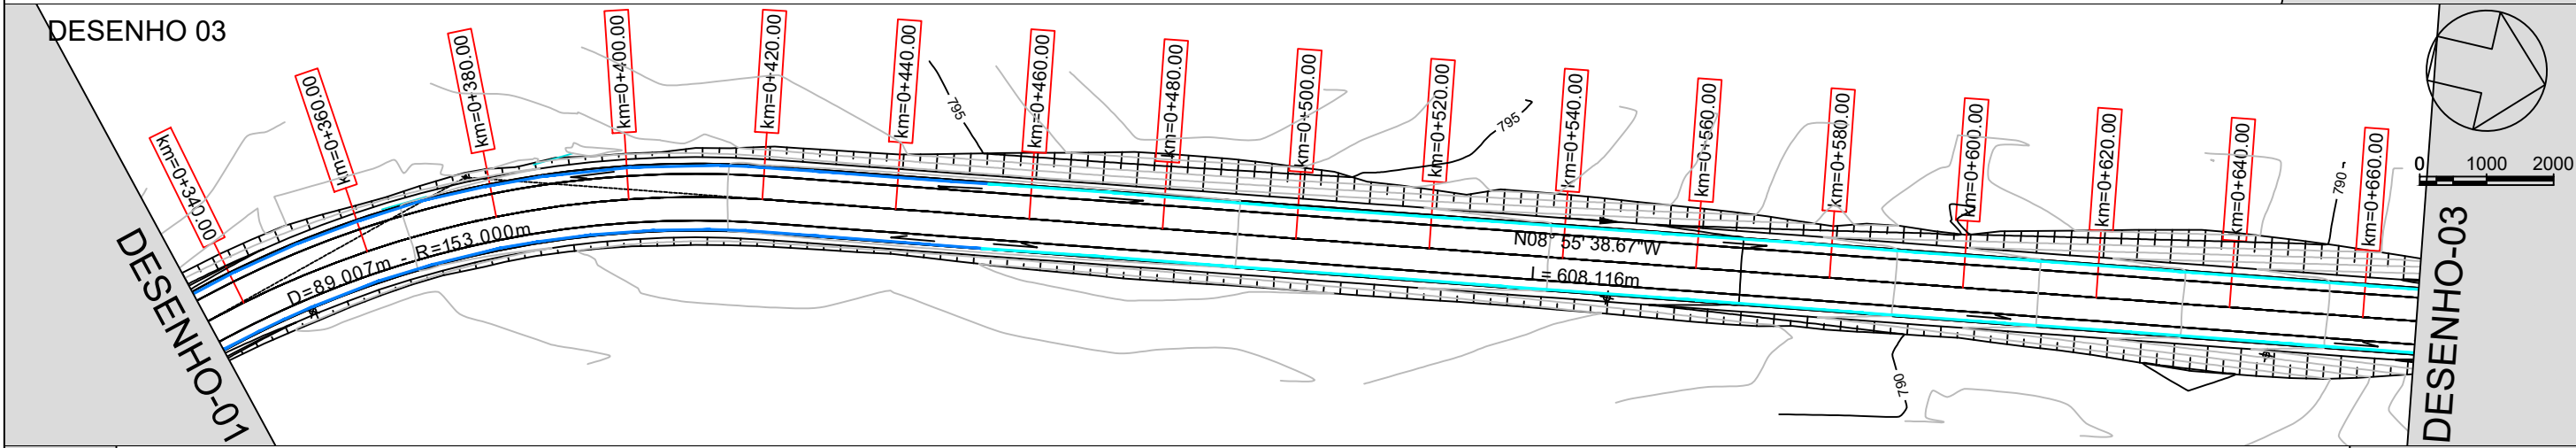 DESENHO 03
km=0+340.00
km=0+360.00
km=0+380.00
km=0+400.00
km=0+420.00
km=0+440.00
km=0+460.00
km=0+480.00
km=0+500.00
km=0+520.00
km=0+540.00
km=0+560.00
km=0+580.00
km=0+600.00
km=0+620.00
km=0+640.00
km=0+660.00
795
795
790
790
D=89.007m - R=153.000m
N08° 55' 38.67"W
L= 608.116m
DESENHO-01
DESENHO-03
0 1000 2000